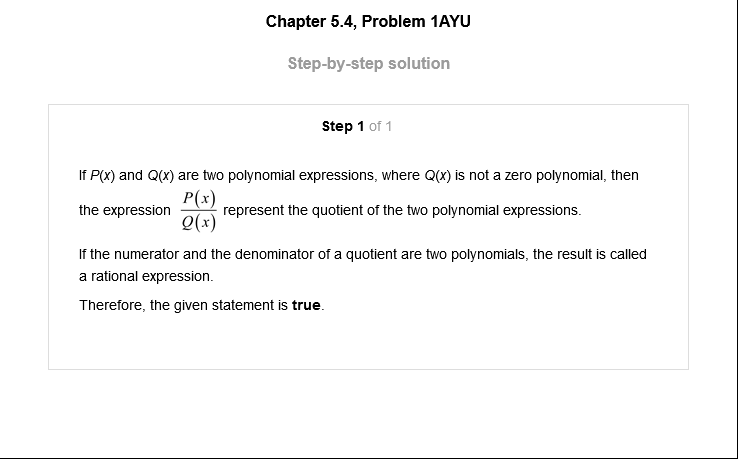 Chapter 5.4, Problem 1AYU
Step-by-step solution
Step 1 of 1
If P(x) and Q(x) are two polynomial expressions, where Q(x) is not a zero polynomial, then
the expression P(x)/Q(x) represent the quotient of the two polynomial expressions.
If the numerator and the denominator of a quotient are two polynomials, the result is called
a rational expression.
Therefore, the given statement is true.